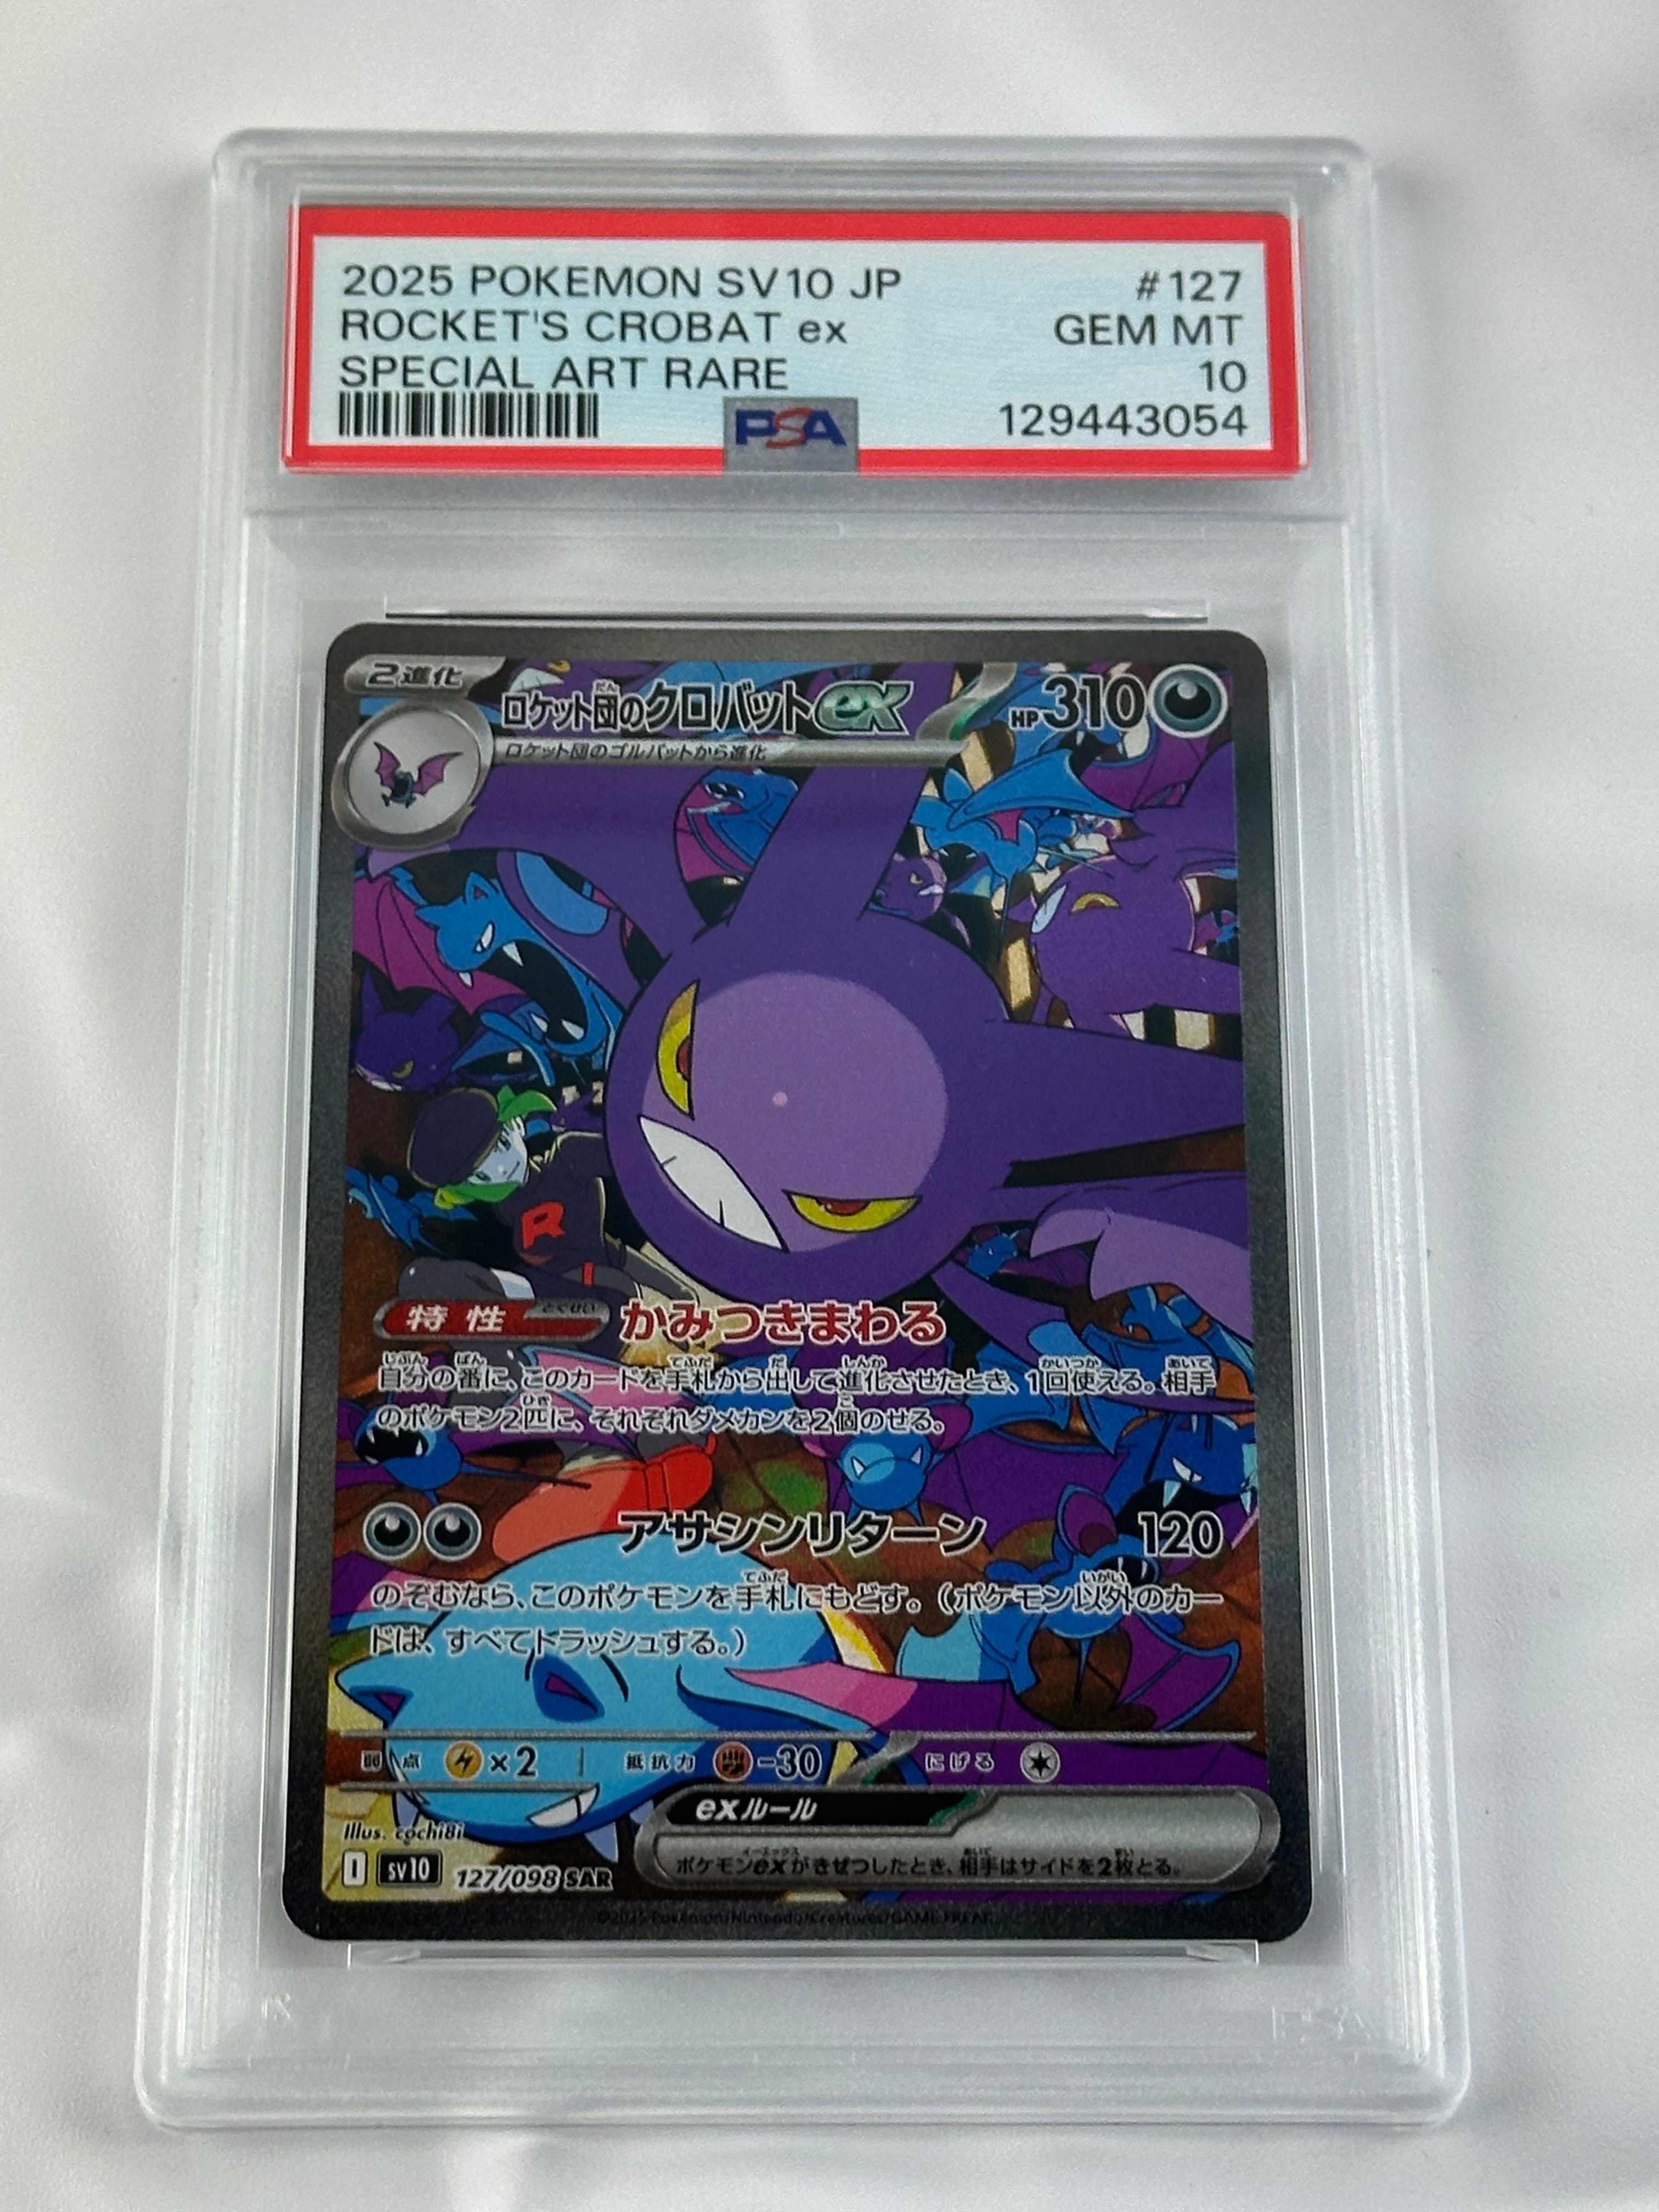 2025 POKEMON SV10 JP #127
ROCKET'S CROBAT ex GEM MT
SPECIAL ART RARE 10
PSA 129443054
2進化
ロケット団のクロバットex HP310
ロケット団のゴルバットから進化
R
特性 かみつきまわる
自分の番に、このカードを手札から出して進化させたとき、1回使える。相手
のポケモン2匹に、それぞれダメカンを2個のせる。
アサシンリターン 120
のぞむなら、このポケモンを手札にもどす。(ポケモン以外のカー
ドは、すべてトラッシュする。)
弱点 ×2 抵抗力 -30 にげる
exルール
ポケモンexがきぜつしたとき、相手はサイドを2枚とる。
Illus. cochi8i
I SV10 127/098 SAR
©2025 Pokémon/Nintendo/Creatures/GAME FREAK.
PSA